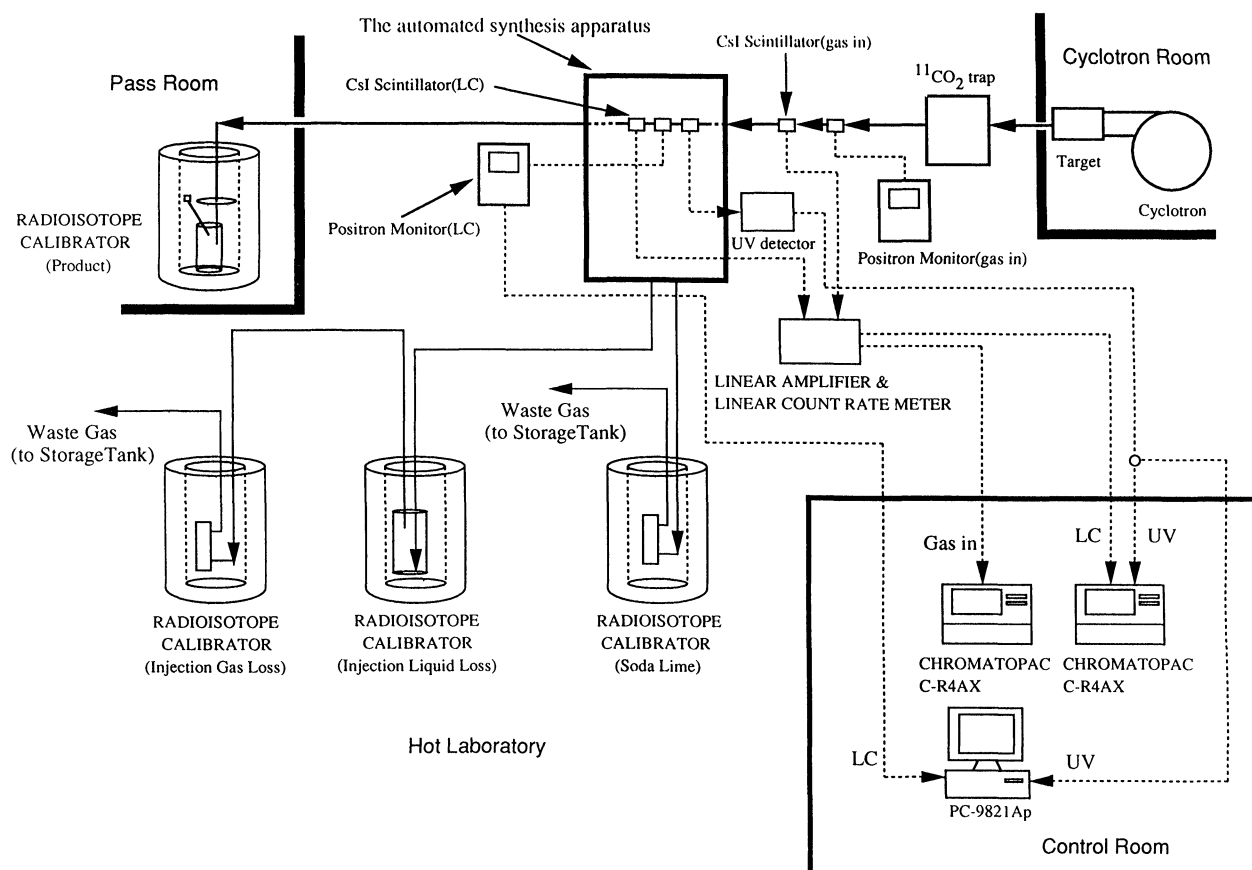 The automated synthesis apparatus
CsI Scintillator(gas in)
Pass Room
CsI Scintillator(LC)
11CO2 trap
Cyclotron Room
Target
Cyclotron
RADIOISOTOPE
CALIBRATOR
(Product)
Positron Monitor(LC)
UV detector
Positron Monitor(gas in)
LINEAR AMPLIFIER &
LINEAR COUNT RATE METER
Waste Gas
(to StorageTank)
Waste Gas
(to StorageTank)
Gas in
LC
UV
RADIOISOTOPE
CALIBRATOR
(Injection Gas Loss)
RADIOISOTOPE
CALIBRATOR
(Injection Liquid Loss)
RADIOISOTOPE
CALIBRATOR
(Soda Lime)
CHROMATOPAC
C-R4AX
CHROMATOPAC
C-R4AX
Hot Laboratory
LC
UV
PC-9821Ap
Control Room